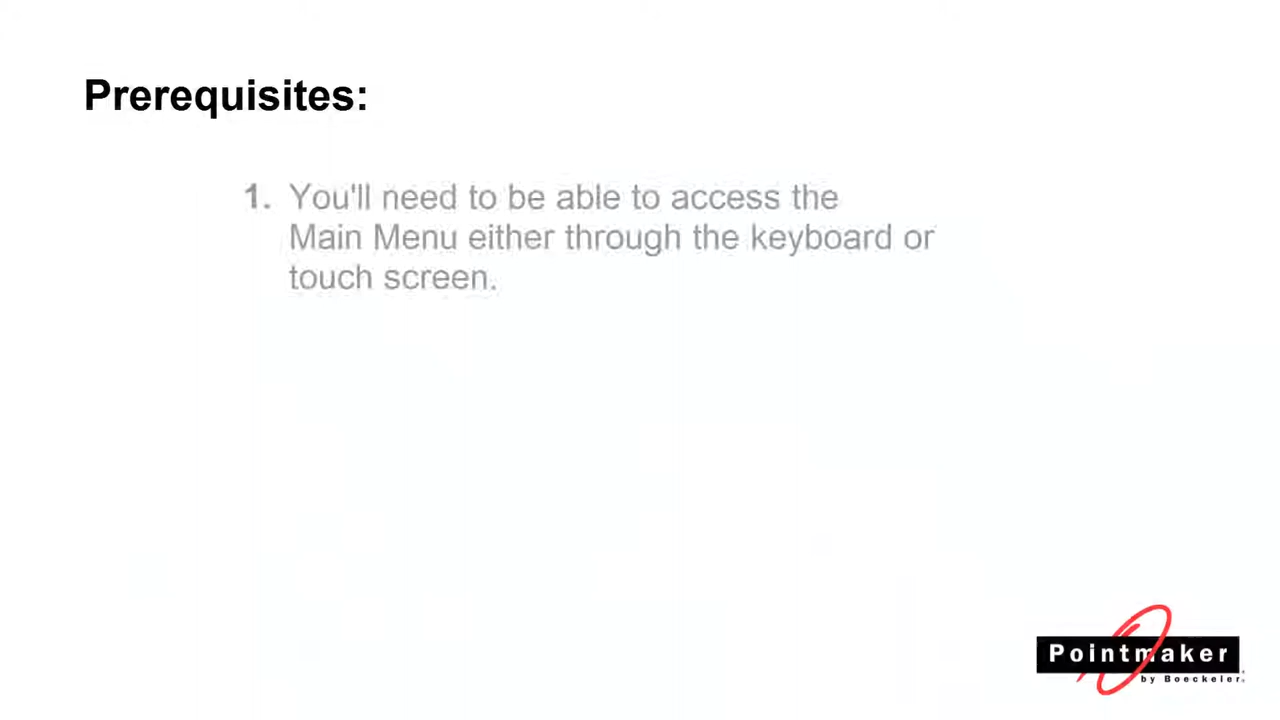 Prerequisites:
1. You'll need to be able to access the
Main Menu either through the keyboard or
touch screen.
Pointmaker
by Boeckeler